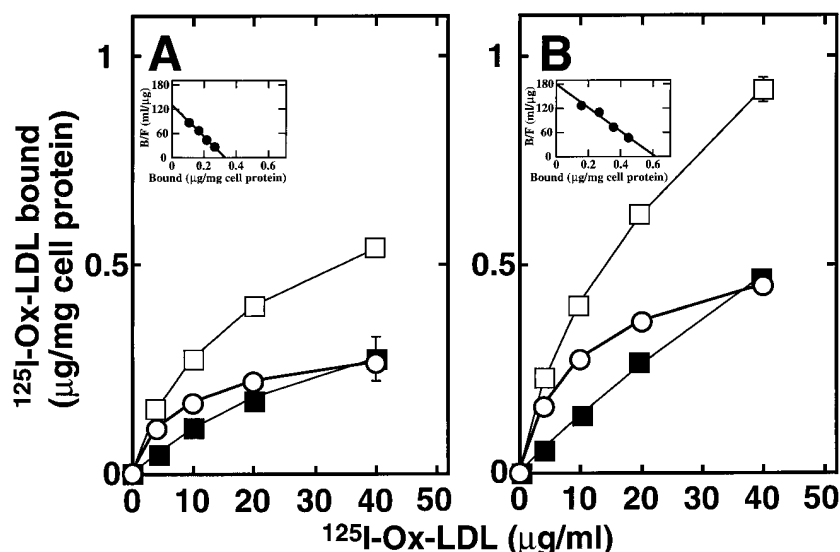 A
B
1
0.5
0
180
120
60
0
B/F (ml/µg)
0 0.2 0.4 0.6
Bound (µg/mg cell protein)
180
120
60
0
B/F (ml/µg)
0 0.2 0.4 0.6
Bound (µg/mg cell protein)
1
0.5
0
¹²⁵I-Ox-LDL bound
(µg/mg cell protein)
0 10 20 30 40 50
0 10 20 30 40 50
¹²⁵I-Ox-LDL (µg/ml)